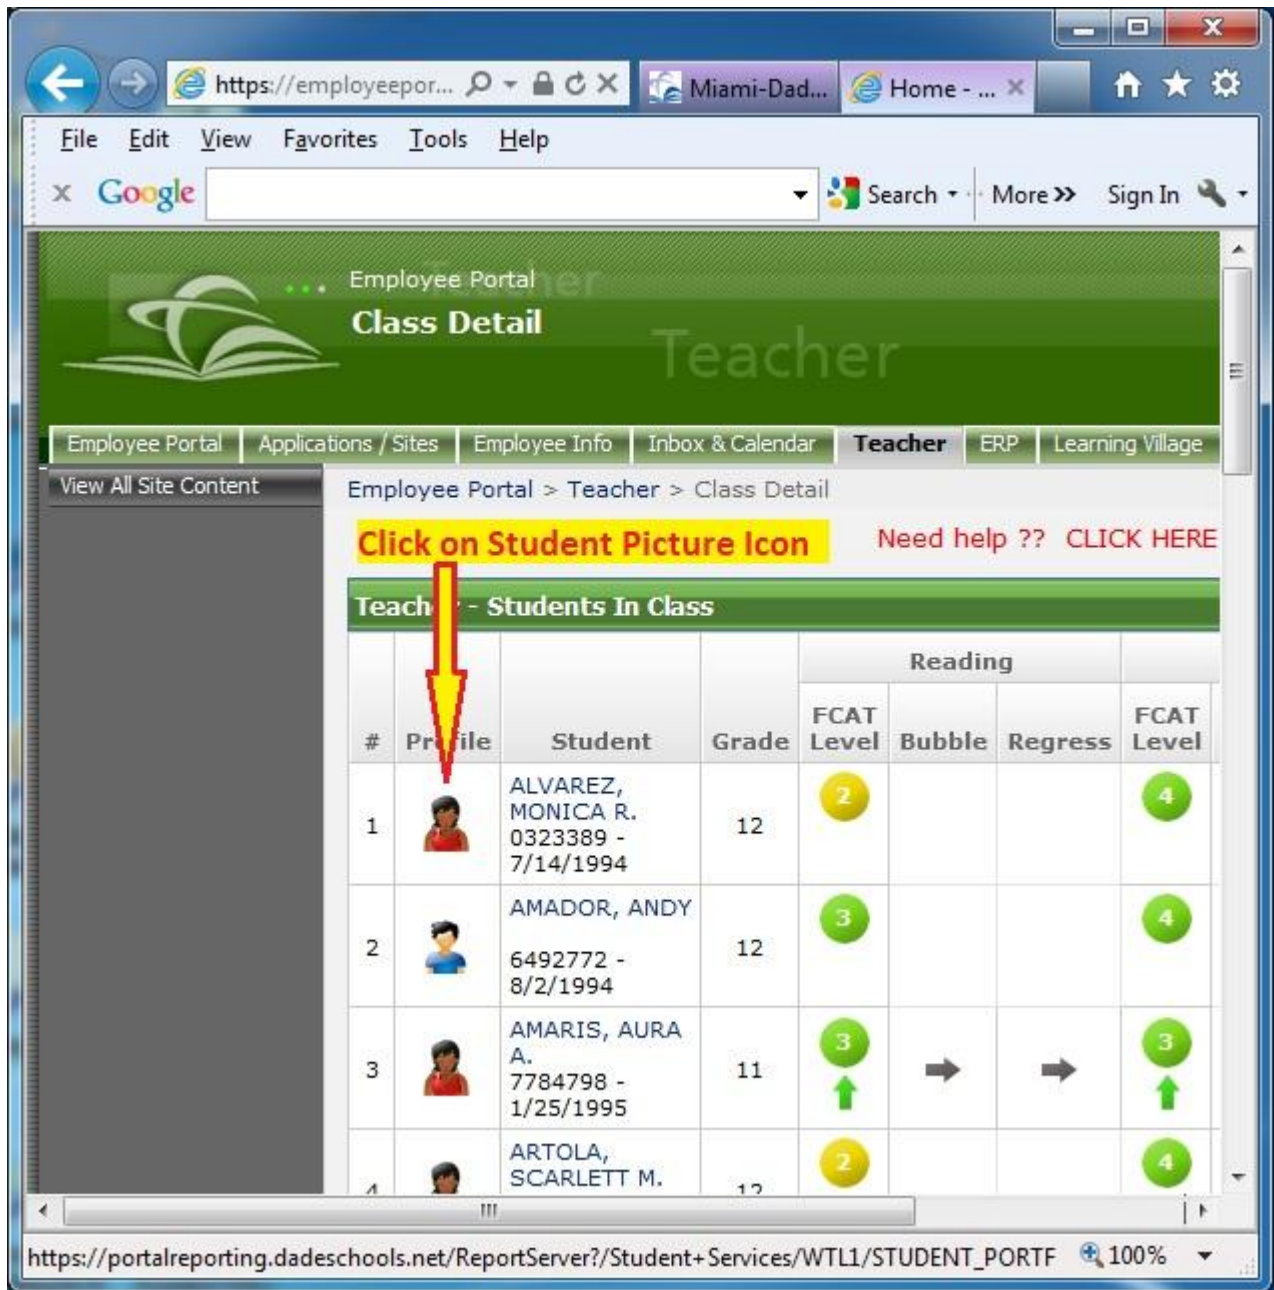 https://employeepor...
Miami-Dad...
Home - ...
File Edit View Favorites Tools Help
x Google
Search
More >>
Sign In
Employee Portal
Teacher
Class Detail
Teacher
Employee Portal
Applications / Sites
Employee Info
Inbox & Calendar
Teacher
ERP
Learning Village
View All Site Content
Employee Portal > Teacher > Class Detail
Click on Student Picture Icon
Need help ?? CLICK HERE
Teacher - Students In Class
Reading
# Profile Student Grade
FCAT
Level
Bubble Regress
FCAT
Level
1
ALVAREZ,
MONICA R.
0323389 -
7/14/1994
12
2
4
2
AMADOR, ANDY
6492772 -
8/2/1994
12
3
4
3
AMARIS, AURA
A.
7784798 -
1/25/1995
11
3
3
4
ARTOLA,
SCARLETT M.
12
2
4
https://portalreporting.dadeschools.net/ReportServer?/Student+Services/WTL1/STUDENT_PORTF
100%